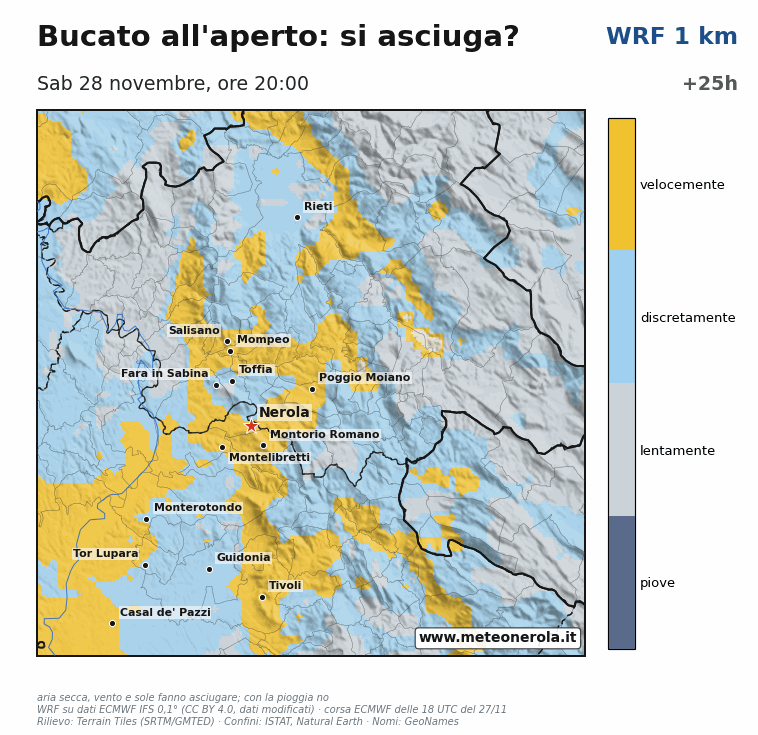 Bucato all'aperto: si asciuga?
WRF 1 km
Sab 28 novembre, ore 20:00
+25h
velocemente
discretamente
lentamente
piove
Rieti
Salisano
Mompeo
Fara in Sabina
Toffia
Poggio Moiano
Nerola
Montorio Romano
Montelibretti
Monterotondo
Tor Lupara
Guidonia
Tivoli
Casal de' Pazzi
www.meteonerola.it
aria secca, vento e sole fanno asciugare; con la pioggia no
WRF su dati ECMWF IFS 0,1° (CC BY 4.0, dati modificati) · corsa ECMWF delle 18 UTC del 27/11
Rilievo: Terrain Tiles (SRTM/GMTED) · Confini: ISTAT, Natural Earth · Nomi: GeoNames